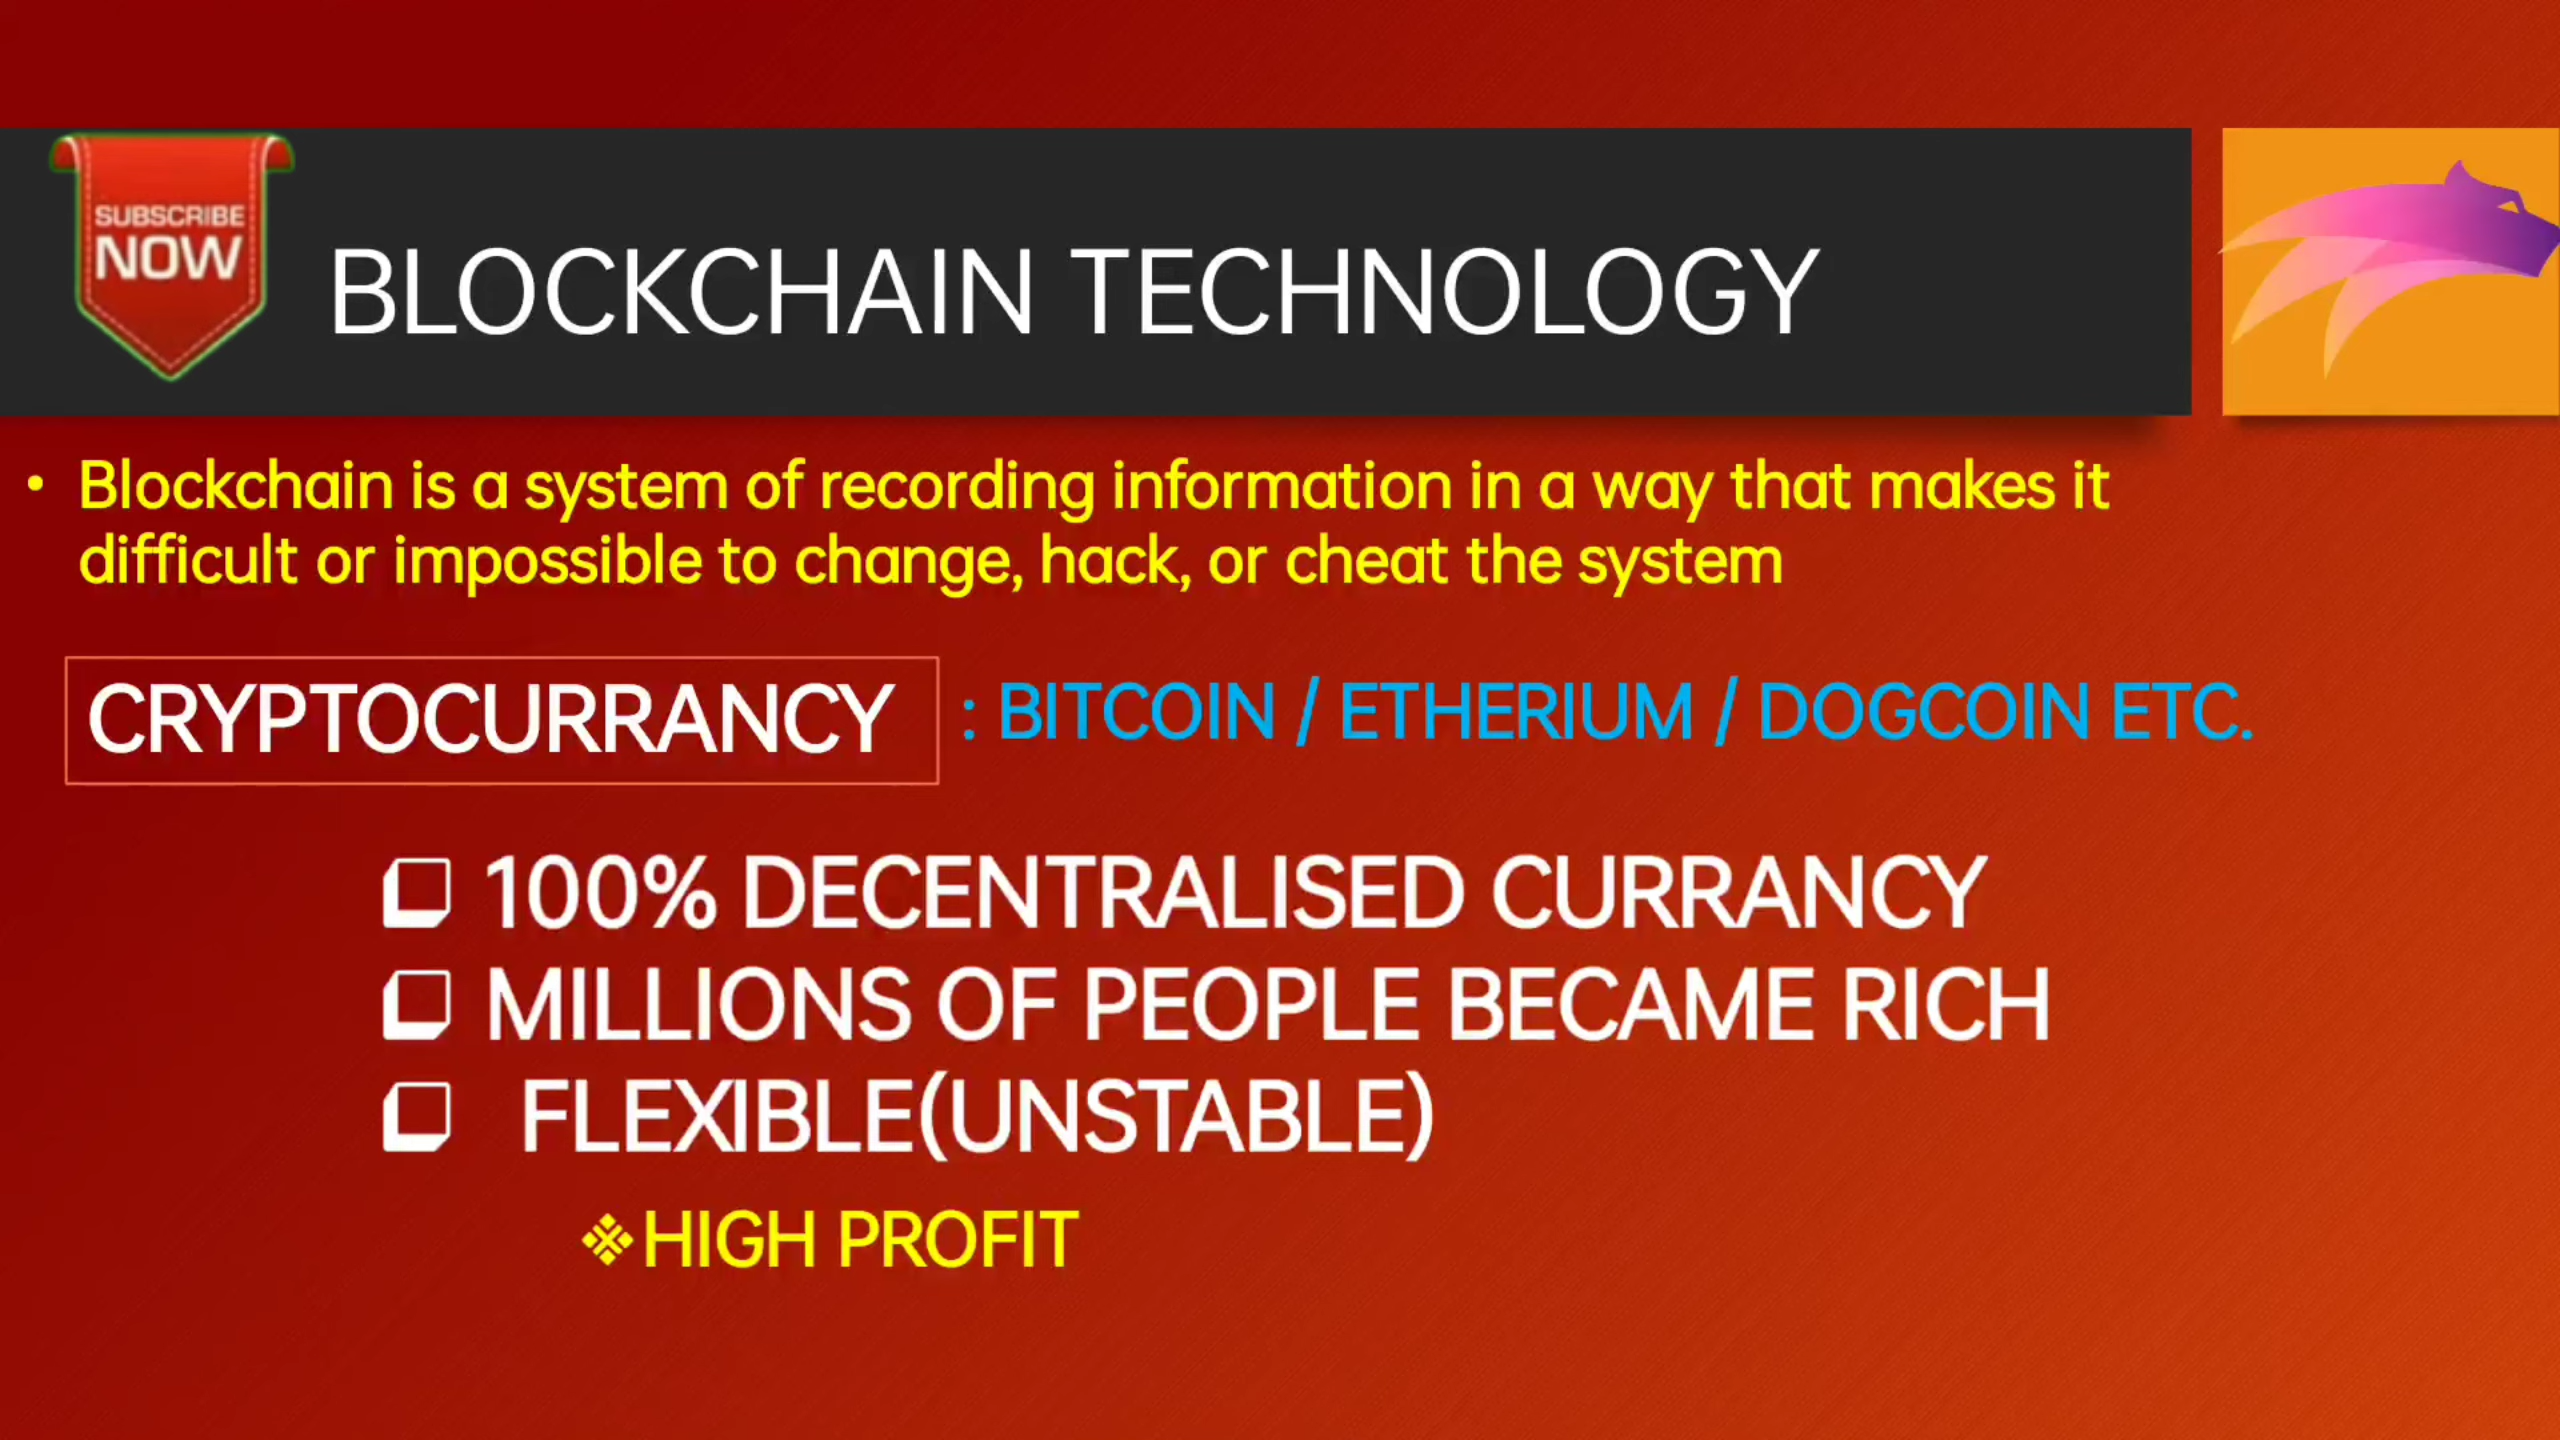 SUBSCRIBE
NOW
BLOCKCHAIN TECHNOLOGY
• Blockchain is a system of recording information in a way that makes it
difficult or impossible to change, hack, or cheat the system
CRYPTOCURRANCY : BITCOIN / ETHERIUM / DOGCOIN ETC.
❑ 100% DECENTRALISED CURRANCY
❑ MILLIONS OF PEOPLE BECAME RICH
❑ FLEXIBLE(UNSTABLE)
❖HIGH PROFIT